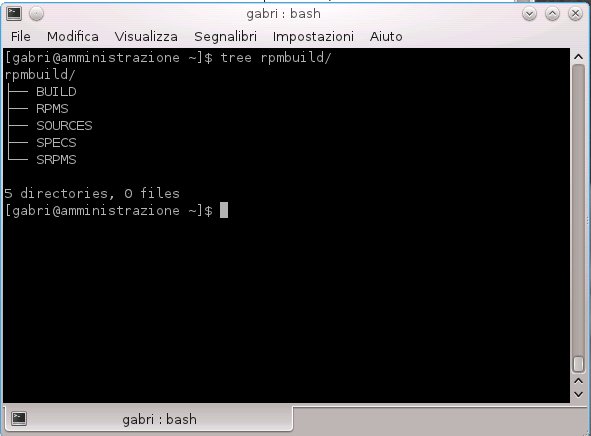 gabri : bash
File Modifica Visualizza Segnalibri Impostazioni Aiuto
[gabri@amministrazione ~]$ tree rpmbuild/
rpmbuild/
├── BUILD
├── RPMS
├── SOURCES
├── SPECS
└── SRPMS
5 directories, 0 files
[gabri@amministrazione ~]$
gabri : bash